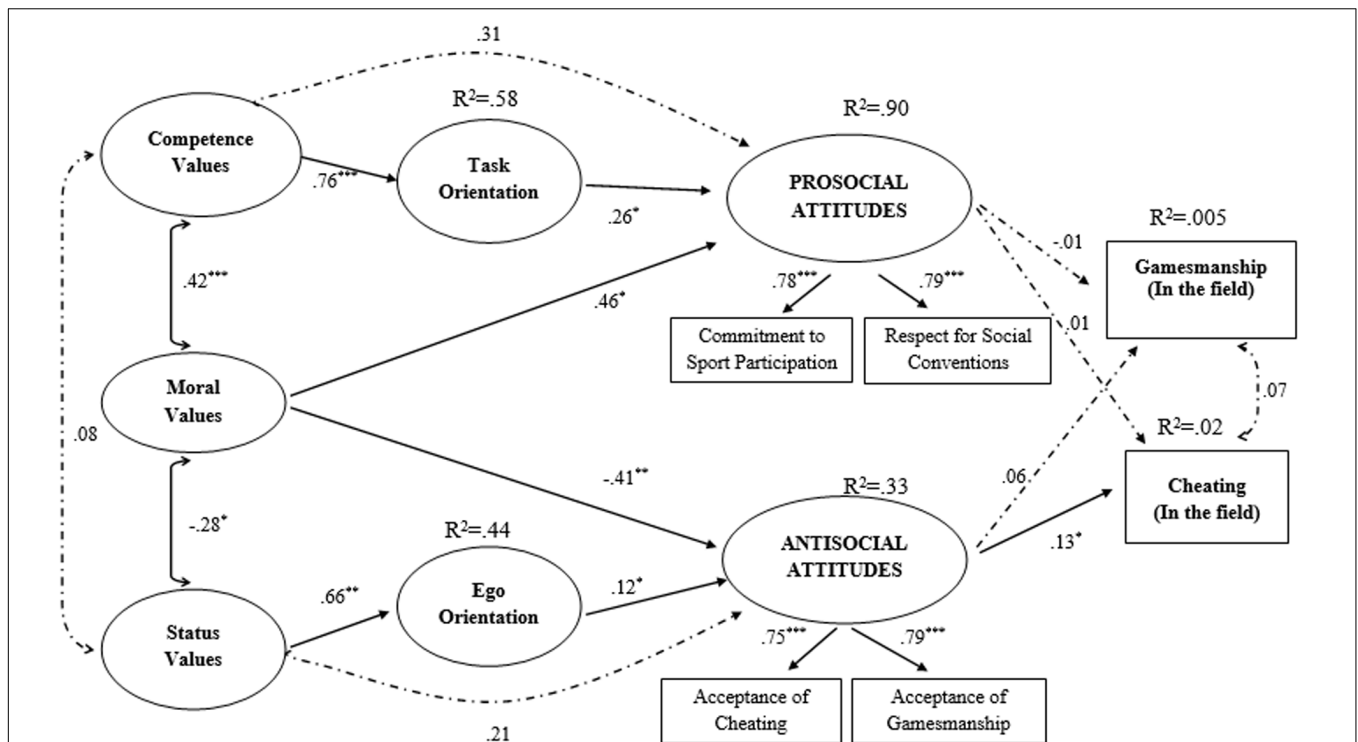 .31
R²=.58
R²=.90
Competence
Values
.76***
Task
Orientation
.26*
PROSOCIAL
ATTITUDES
R²=.005
-.01
Gamesmanship
(In the field)
.42***
.46*
.78***
.79***
.01
Commitment to
Sport Participation
Respect for Social
Conventions
Moral
Values
.08
.07
R²=.02
-.41**
.06
Cheating
(In the field)
R²=.33
-.28*
R²=.44
ANTISOCIAL
ATTITUDES
.13*
.66**
Ego
Orientation
.12*
Status
Values
.75***
.79***
.21
Acceptance of
Cheating
Acceptance of
Gamesmanship